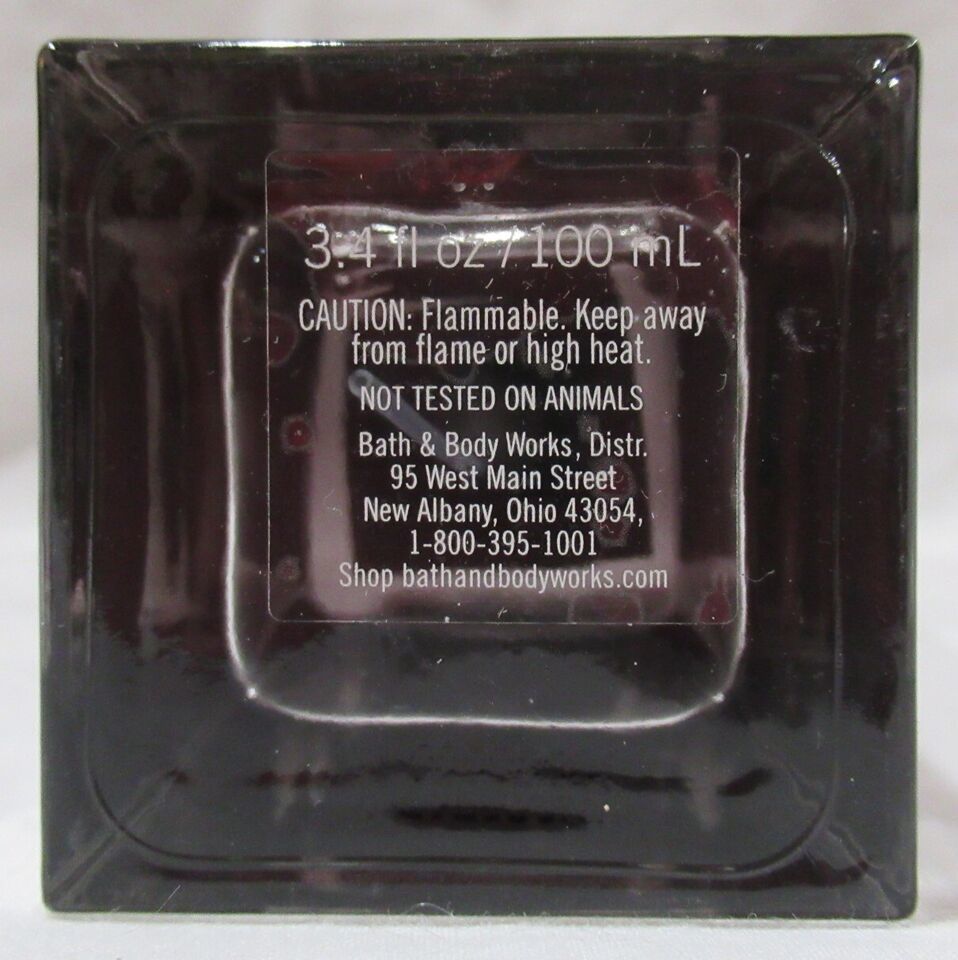 3.4 fl oz / 100 mL
CAUTION: Flammable. Keep away
from flame or high heat.
NOT TESTED ON ANIMALS
Bath & Body Works, Distr.
95 West Main Street
New Albany, Ohio 43054,
1-800-395-1001
Shop bathandbodyworks.com